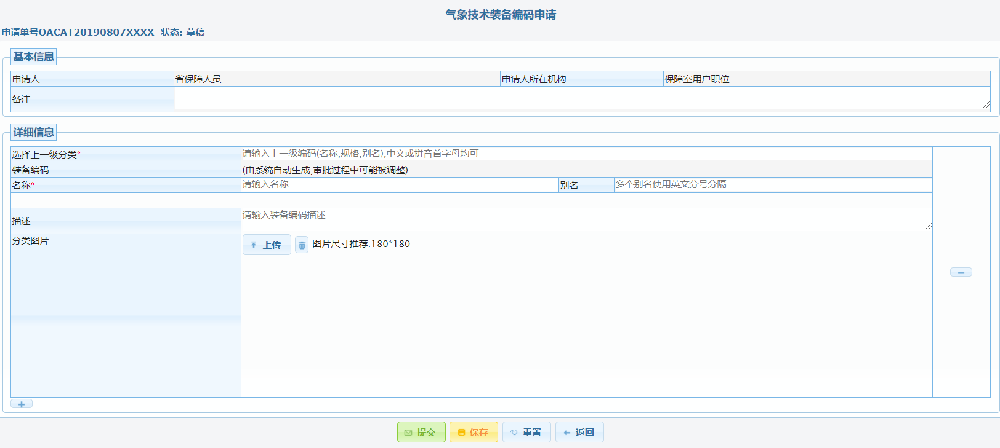 气象技术装备编码申请
申请单号OACAT20190807XXXX 状态: 草稿
基本信息
申请人 省保障人员 申请人所在机构 保障室用户职位
备注
详细信息
选择上一级分类* 请输入上一级编码(名称,规格,别名),中文或拼音首字母均可
装备编码 (由系统自动生成,审批过程中可能被调整)
名称* 请输入名称 别名 多个别名使用英文分号分隔
描述 请输入装备编码描述
分类图片 上传 图片尺寸推荐:180*180
提交 保存 重置 返回